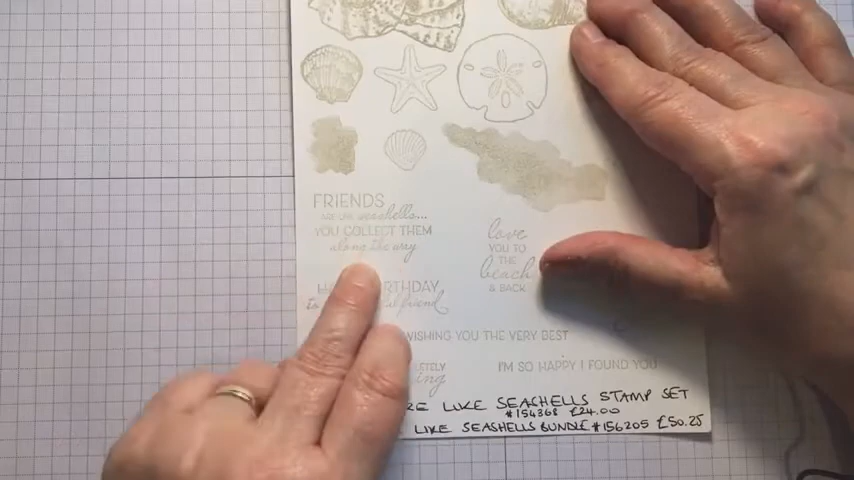 FRIENDS
ARE LIKE seashells...
YOU COLLECT THEM
along the way
love
YOU TO
THE
beach
& BACK
WISHING YOU THE VERY BEST
I'M SO HAPPY I FOUND YOU
LIKE SEASHELLS STAMP SET
#154368 £24.00
LIKE SEASHELLS BUNDLE #156205 £50.25